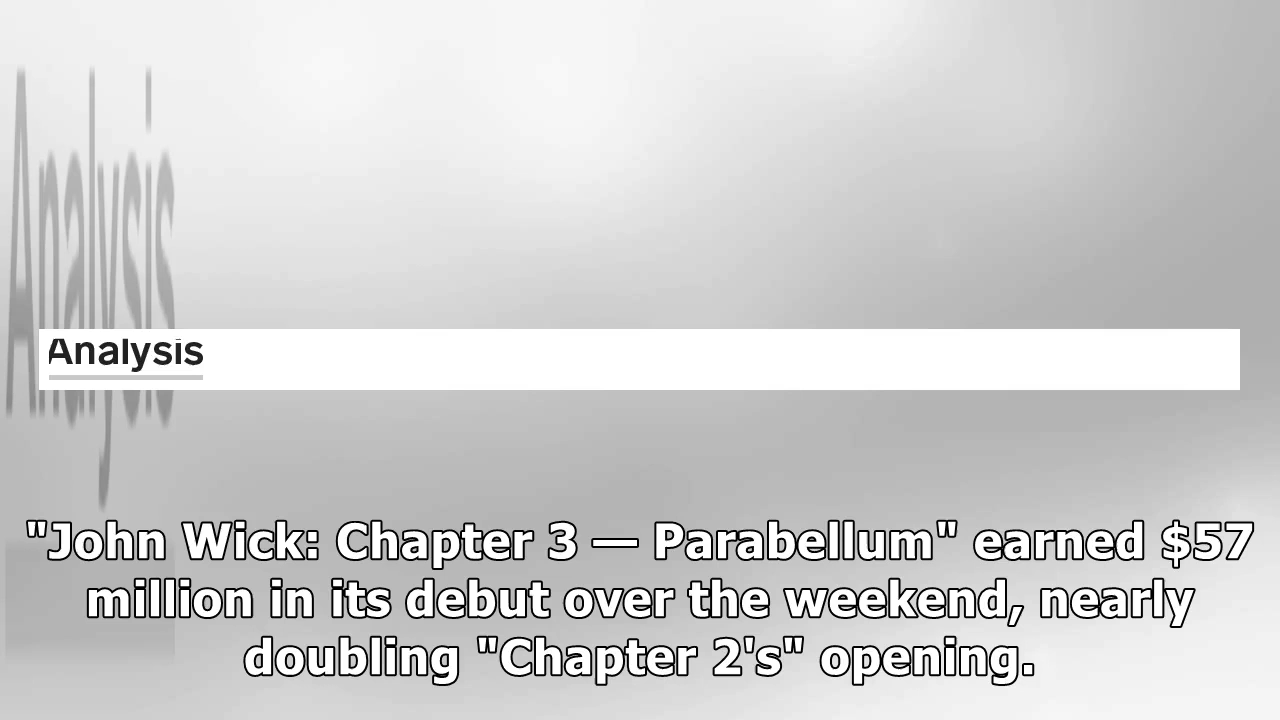 Analysis
Analysis
"John Wick: Chapter 3 — Parabellum" earned $57
million in its debut over the weekend, nearly
doubling "Chapter 2's" opening.